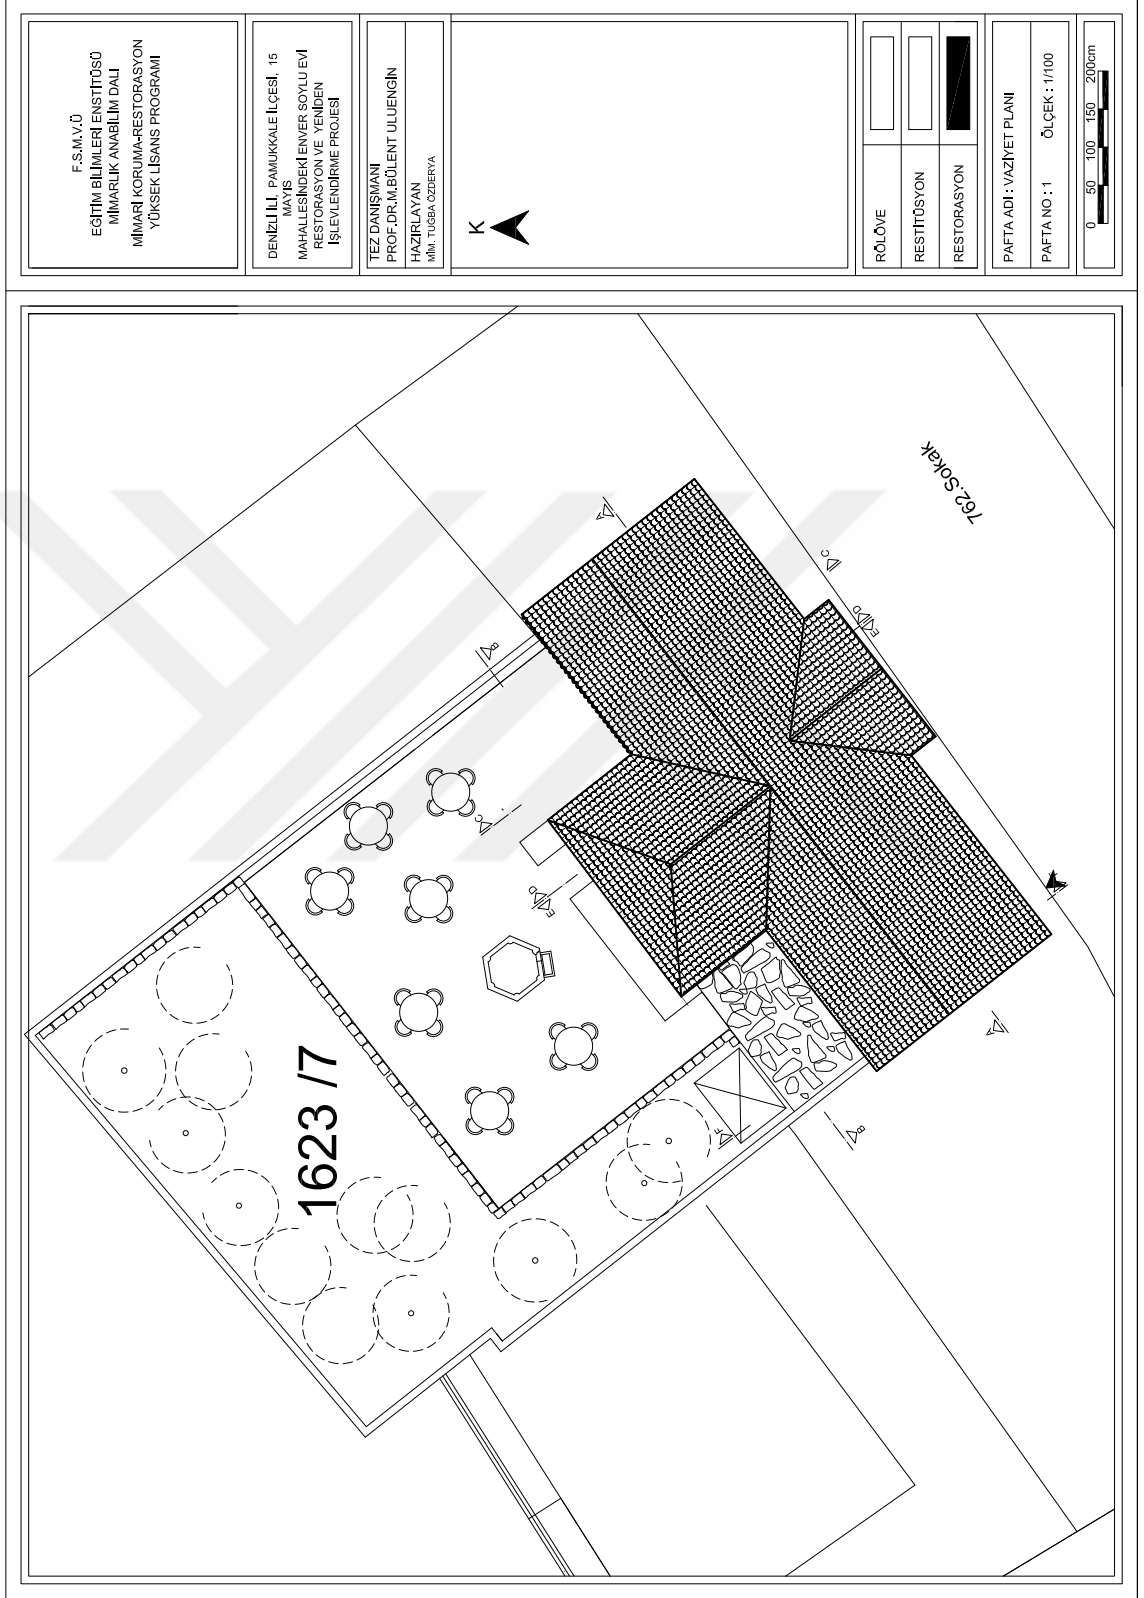 F.S.M.V.Ü
EĞİTİM BİLİMLERİ ENSTİTÜSÜ
MİMARLIK ANABİLİM DALI
MİMARİ KORUMA-RESTORASYON
YÜKSEK LİSANS PROGRAMI
DENİZLİ İLİ, PAMUKKALE İLÇESİ, 15
MAYIS
MAHALLESİNDEKİ ENVER SOYLU EVİ
RESTORASYON VE YENİDEN
İŞLEVLENDİRME PROJESİ
TEZ DANIŞMANI
PROF.DR.M.BÜLENT ULUENGİN
HAZIRLAYAN
MİM. TUĞBA ÖZDERYA
K
RÖLÖVE
RESTİTÜSYON
RESTORASYON
PAFTA ADI : VAZİYET PLANI
PAFTA NO : 1 ÖLÇEK : 1/100
0 50 100 150 200cm
762.Sokak
1623 /7
A
B
C
E D
C
E D
F
B
A